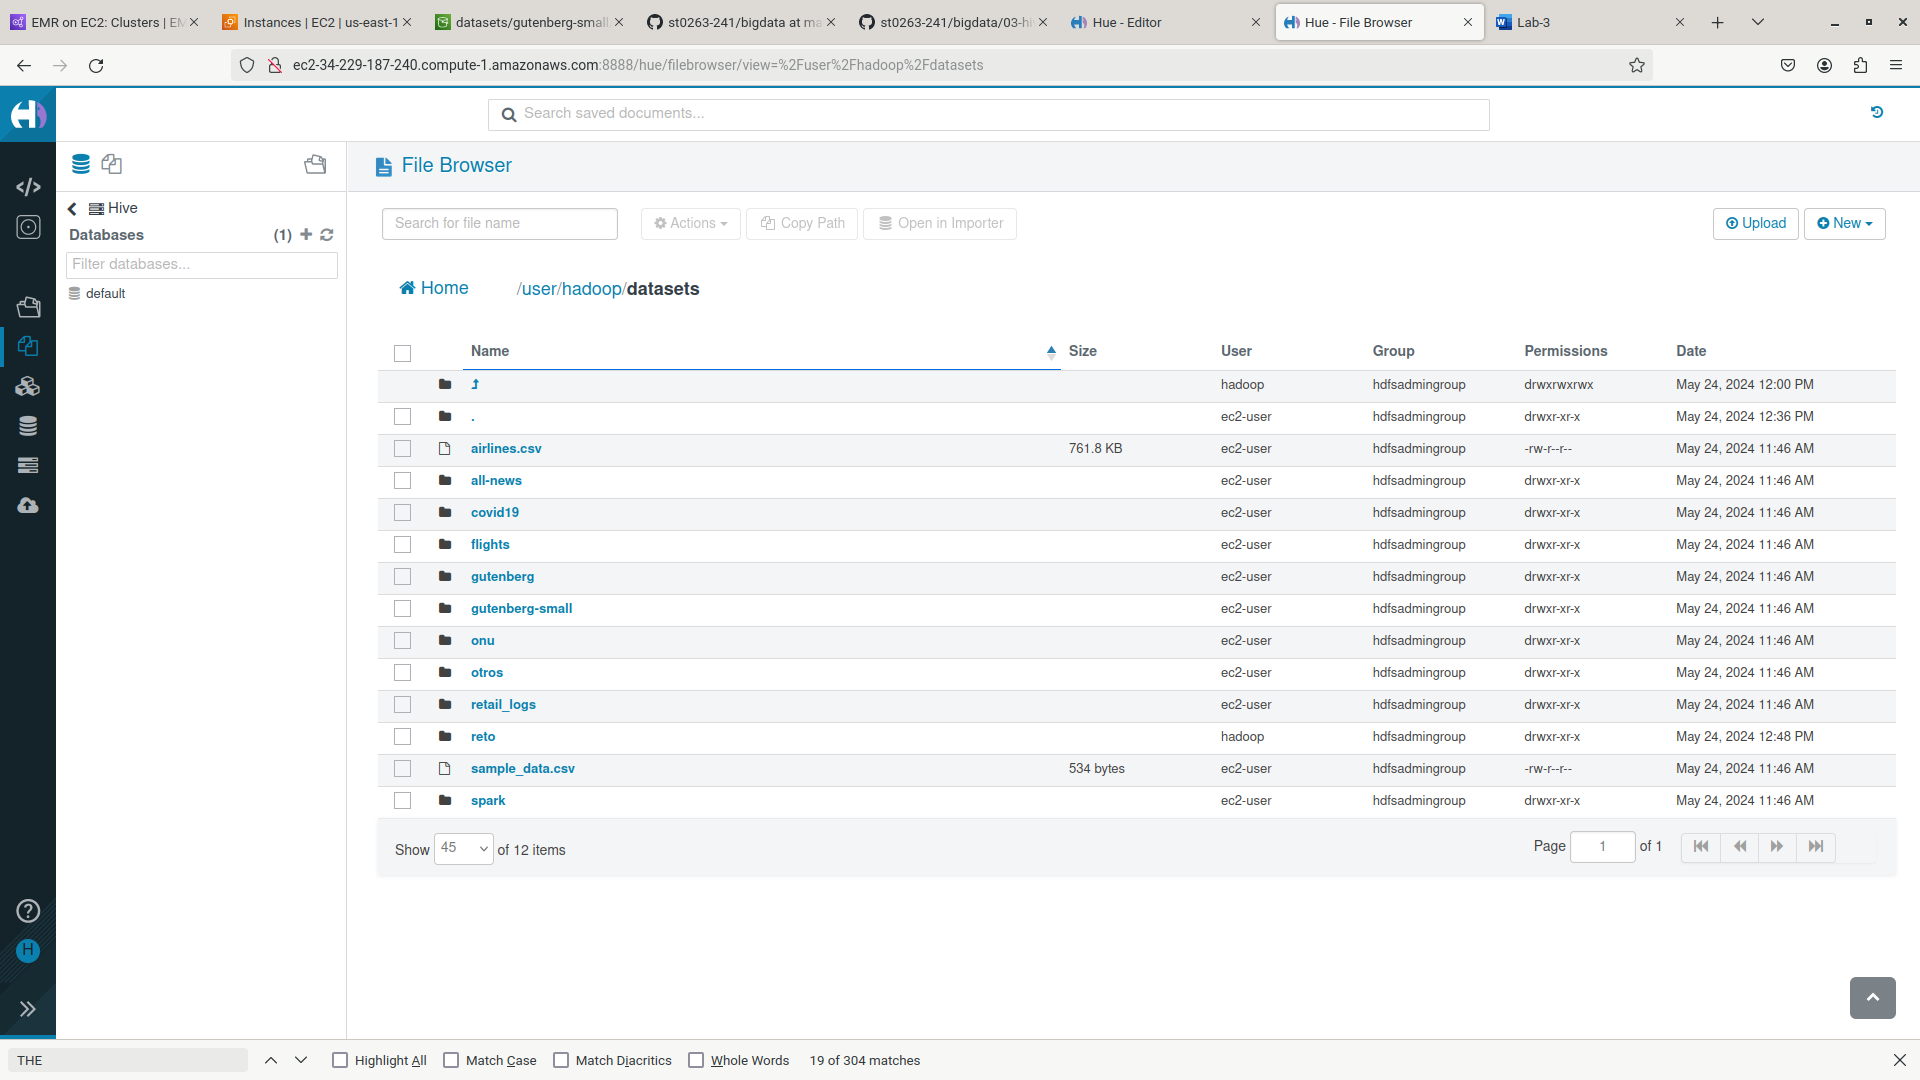 EMR on EC2: Clusters | EM
Instances | EC2 | us-east-1
datasets/gutenberg-small
st0263-241/bigdata at ma
st0263-241/bigdata/03-hi
Hue - Editor
Hue - File Browser
Lab-3
ec2-34-229-187-240.compute-1.amazonaws.com:8888/hue/filebrowser/view=%2Fuser%2Fhadoop%2Fdatasets
Search saved documents...
File Browser
Hive
Databases (1)
Filter databases...
default
Search for file name
Actions
Copy Path
Open in Importer
Upload
New
Home /user/hadoop/datasets
Name Size User Group Permissions Date
hadoop hdfsadmingroup drwxrwxrwx May 24, 2024 12:00 PM
. ec2-user hdfsadmingroup drwxr-xr-x May 24, 2024 12:36 PM
airlines.csv 761.8 KB ec2-user hdfsadmingroup -rw-r--r-- May 24, 2024 11:46 AM
all-news ec2-user hdfsadmingroup drwxr-xr-x May 24, 2024 11:46 AM
covid19 ec2-user hdfsadmingroup drwxr-xr-x May 24, 2024 11:46 AM
flights ec2-user hdfsadmingroup drwxr-xr-x May 24, 2024 11:46 AM
gutenberg ec2-user hdfsadmingroup drwxr-xr-x May 24, 2024 11:46 AM
gutenberg-small ec2-user hdfsadmingroup drwxr-xr-x May 24, 2024 11:46 AM
onu ec2-user hdfsadmingroup drwxr-xr-x May 24, 2024 11:46 AM
otros ec2-user hdfsadmingroup drwxr-xr-x May 24, 2024 11:46 AM
retail_logs ec2-user hdfsadmingroup drwxr-xr-x May 24, 2024 11:46 AM
reto hadoop hdfsadmingroup drwxr-xr-x May 24, 2024 12:48 PM
sample_data.csv 534 bytes ec2-user hdfsadmingroup -rw-r--r-- May 24, 2024 11:46 AM
spark ec2-user hdfsadmingroup drwxr-xr-x May 24, 2024 11:46 AM
Show 45 of 12 items
Page 1 of 1
H
THE
Highlight All
Match Case
Match Diacritics
Whole Words
19 of 304 matches